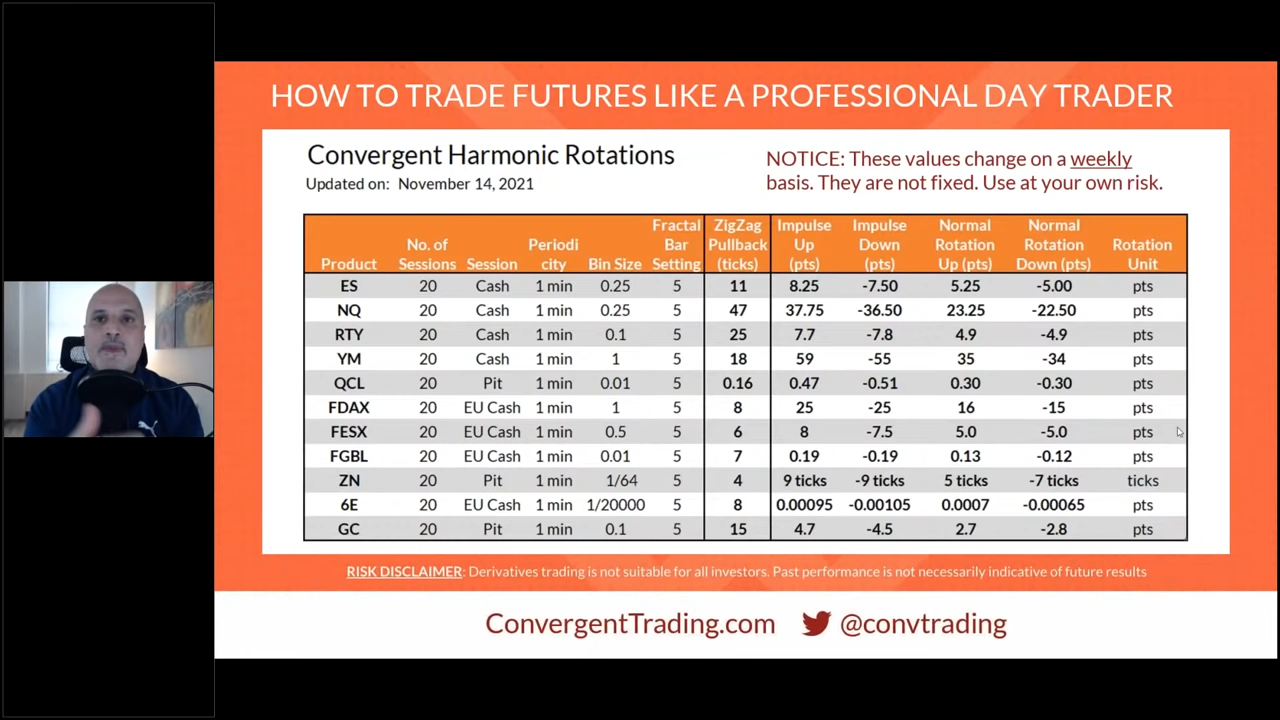 HOW TO TRADE FUTURES LIKE A PROFESSIONAL DAY TRADER
Convergent Harmonic Rotations
Updated on: November 14, 2021
NOTICE: These values change on a weekly
basis. They are not fixed. Use at your own risk.
Product No. of Sessions Session Periodi city Bin Size Fractal Bar Setting ZigZag Pullback (ticks) Impulse Up (pts) Impulse Down (pts) Normal Rotation Up (pts) Normal Rotation Down (pts) Rotation Unit
ES 20 Cash 1 min 0.25 5 11 8.25 -7.50 5.25 -5.00 pts
NQ 20 Cash 1 min 0.25 5 47 37.75 -36.50 23.25 -22.50 pts
RTY 20 Cash 1 min 0.1 5 25 7.7 -7.8 4.9 -4.9 pts
YM 20 Cash 1 min 1 5 18 59 -55 35 -34 pts
QCL 20 Pit 1 min 0.01 5 0.16 0.47 -0.51 0.30 -0.30 pts
FDAX 20 EU Cash 1 min 1 5 8 25 -25 16 -15 pts
FESX 20 EU Cash 1 min 0.5 5 6 8 -7.5 5.0 -5.0 pts
FGBL 20 EU Cash 1 min 0.01 5 7 0.19 -0.19 0.13 -0.12 pts
ZN 20 Pit 1 min 1/64 5 4 9 ticks -9 ticks 5 ticks -7 ticks ticks
6E 20 EU Cash 1 min 1/20000 5 8 0.00095 -0.00105 0.0007 -0.00065 pts
GC 20 Pit 1 min 0.1 5 15 4.7 -4.5 2.7 -2.8 pts
RISK DISCLAIMER: Derivatives trading is not suitable for all investors. Past performance is not necessarily indicative of future results
ConvergentTrading.com @convtrading